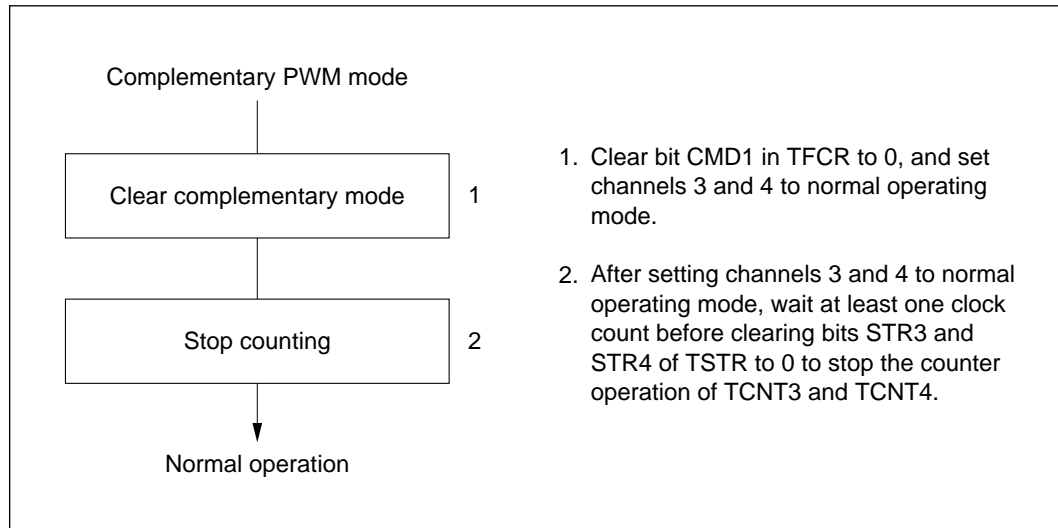 Complementary PWM mode
Clear complementary mode
1
Stop counting
2
Normal operation
1. Clear bit CMD1 in TFCR to 0, and set
channels 3 and 4 to normal operating
mode.
2. After setting channels 3 and 4 to normal
operating mode, wait at least one clock
count before clearing bits STR3 and
STR4 of TSTR to 0 to stop the counter
operation of TCNT3 and TCNT4.